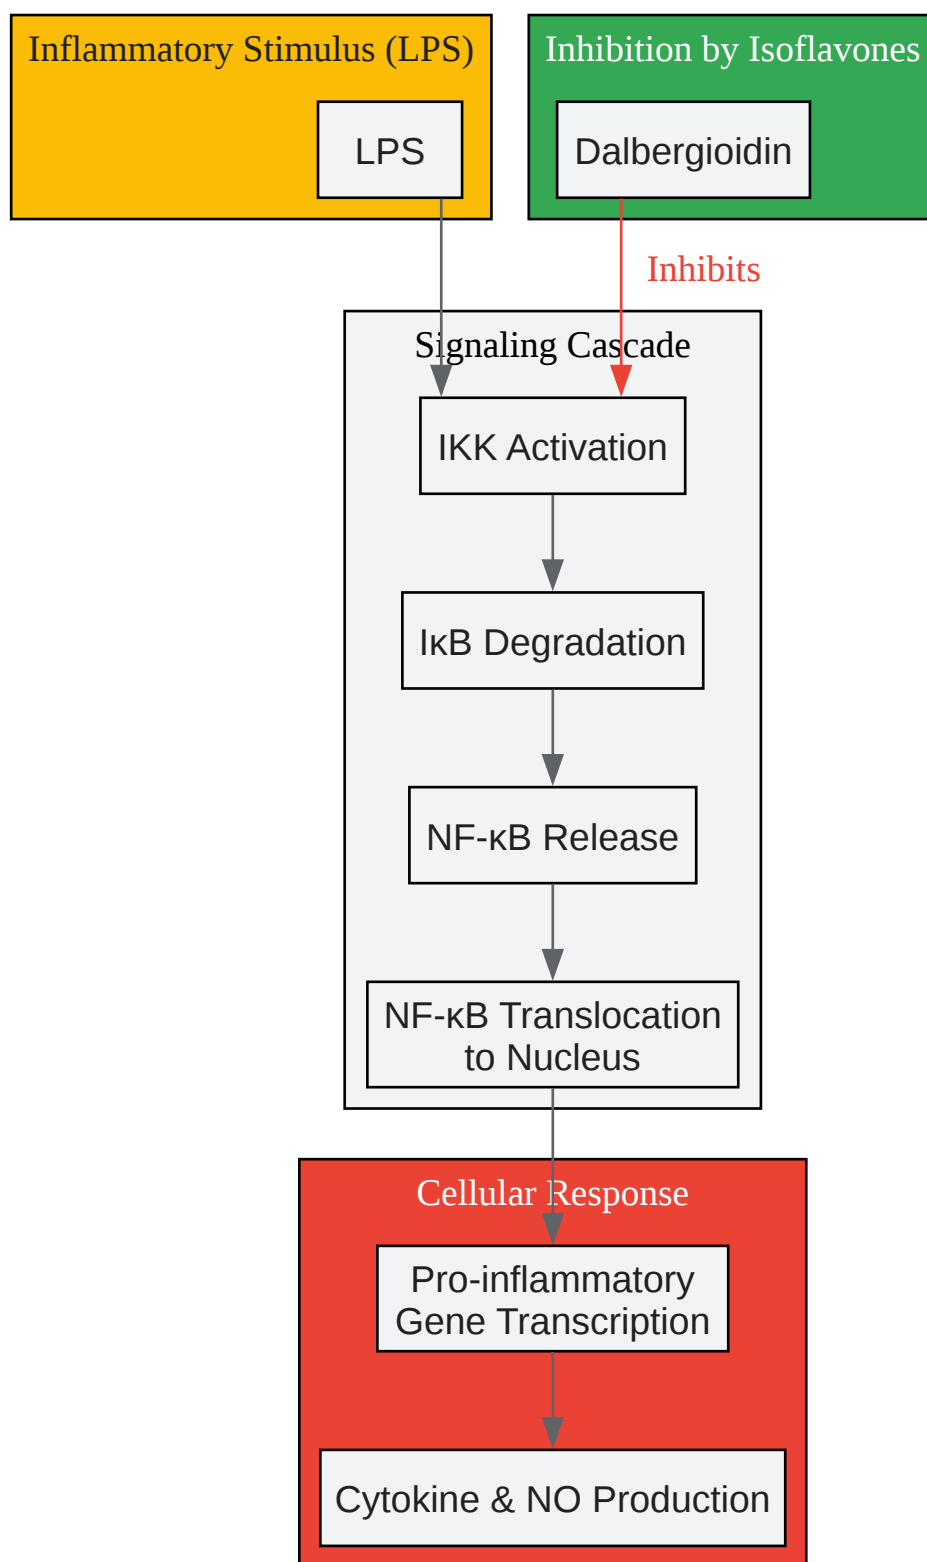 Inflammatory Stimulus (LPS)
Inhibition by Isoflavones
LPS
Dalbergioidin
Inhibits
Signaling Cascade
IKK Activation
IκB Degradation
NF-κB Release
NF-κB Translocation
to Nucleus
Cellular Response
Pro-inflammatory
Gene Transcription
Cytokine & NO Production